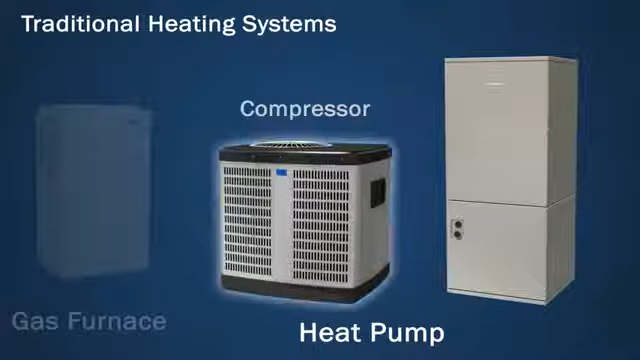 Traditional Heating Systems
Compressor
Gas Furnace
Heat Pump